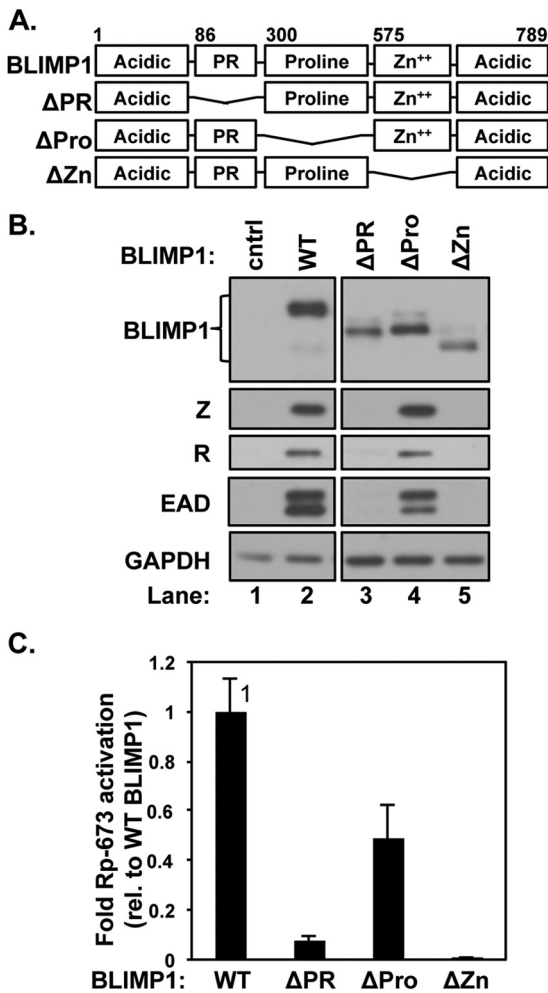 A.
1 86 300 575 789
BLIMP1 Acidic PR Proline Zn++ Acidic
ΔPR Acidic Proline Zn++ Acidic
ΔPro Acidic PR Zn++ Acidic
ΔZn Acidic PR Proline Acidic
B.
BLIMP1: cntrl WT ΔPR ΔPro ΔZn
BLIMP1
Z
R
EAD
GAPDH
Lane: 1 2 3 4 5
C.
Fold Rp-673 activation
(rel. to WT BLIMP1)
1.2
1
0.8
0.6
0.4
0.2
0
1
BLIMP1: WT ΔPR ΔPro ΔZn